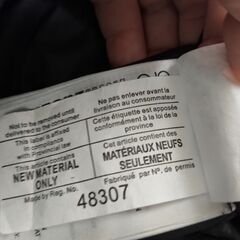 Not to be removed until
delivered to the consumer
This label is affixed
in compliance with
Provincial law
This article contains
NEW MATERIAL
ONLY
Made by Reg. No.
Ne pas enlever avant la
livraison au consommateur
Cette étiquette est apposée
conformément à la loi de la
province
Cet article contient des
MATÉRIAUX NEUFS
SEULEMENT
Fabriqué par Nº. de permis
48307